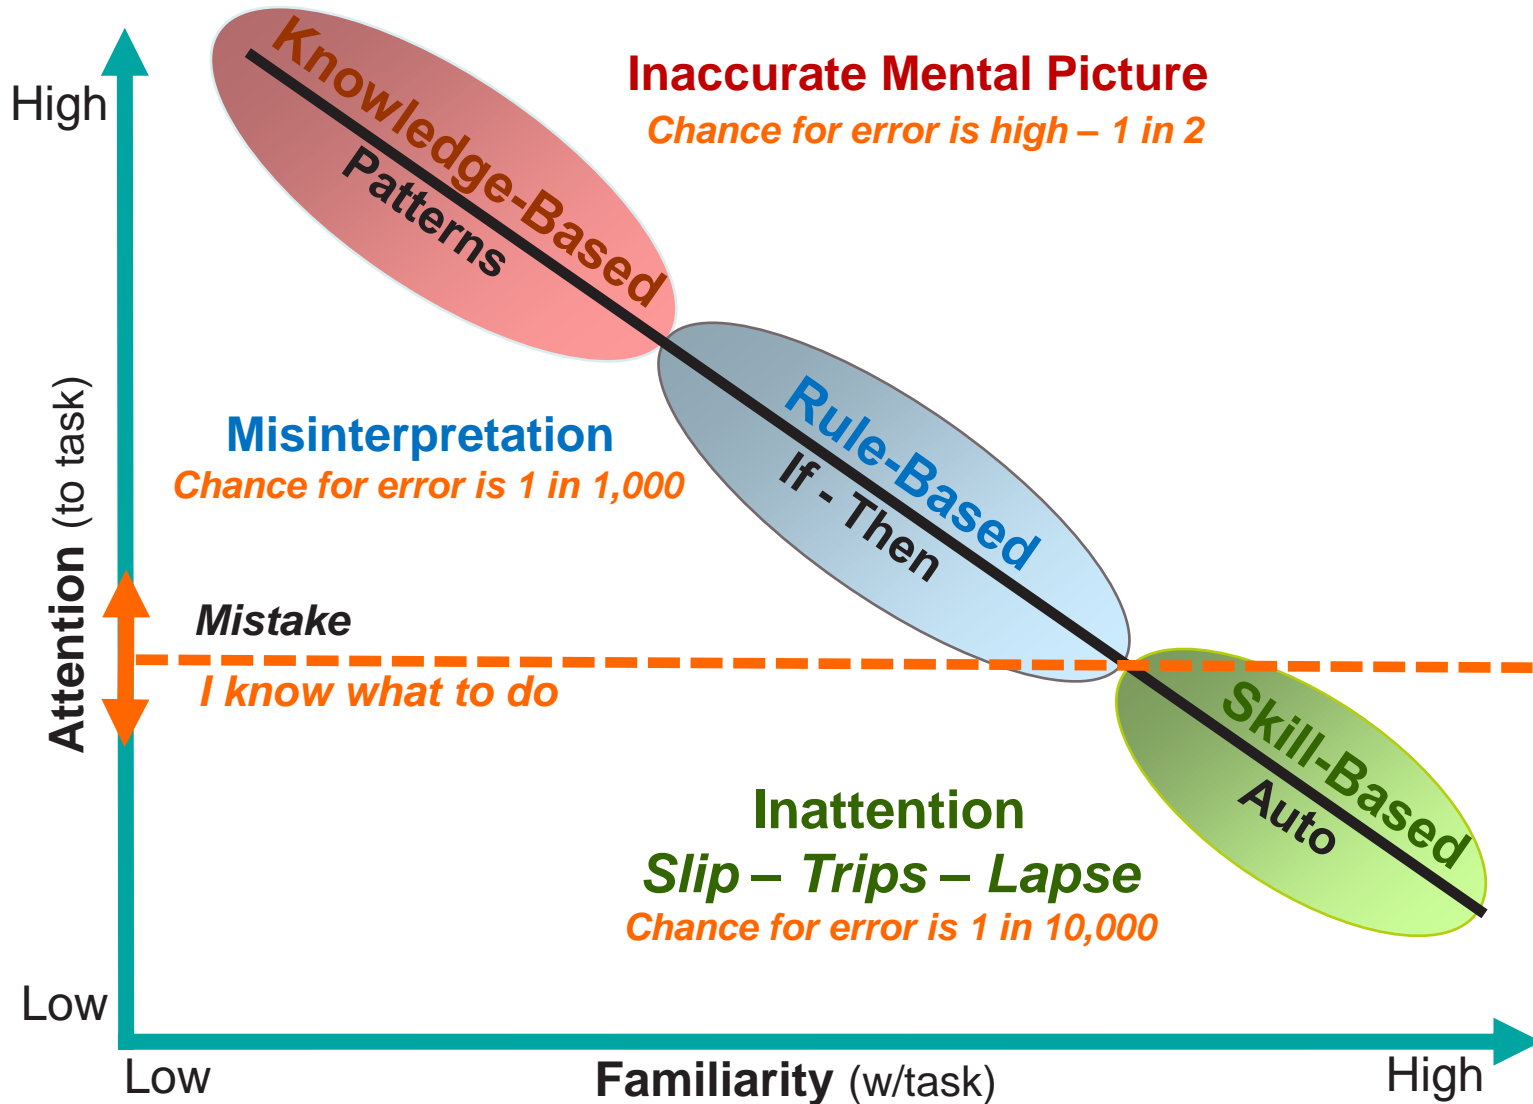 High
Knowledge-Based
Patterns
Inaccurate Mental Picture
Chance for error is high – 1 in 2
Rule-Based
If - Then
Misinterpretation
Chance for error is 1 in 1,000
Attention (to task)
Mistake
I know what to do
Skill-Based
Auto
Inattention
Slip – Trips – Lapse
Chance for error is 1 in 10,000
Low
Low
Familiarity (w/task)
High